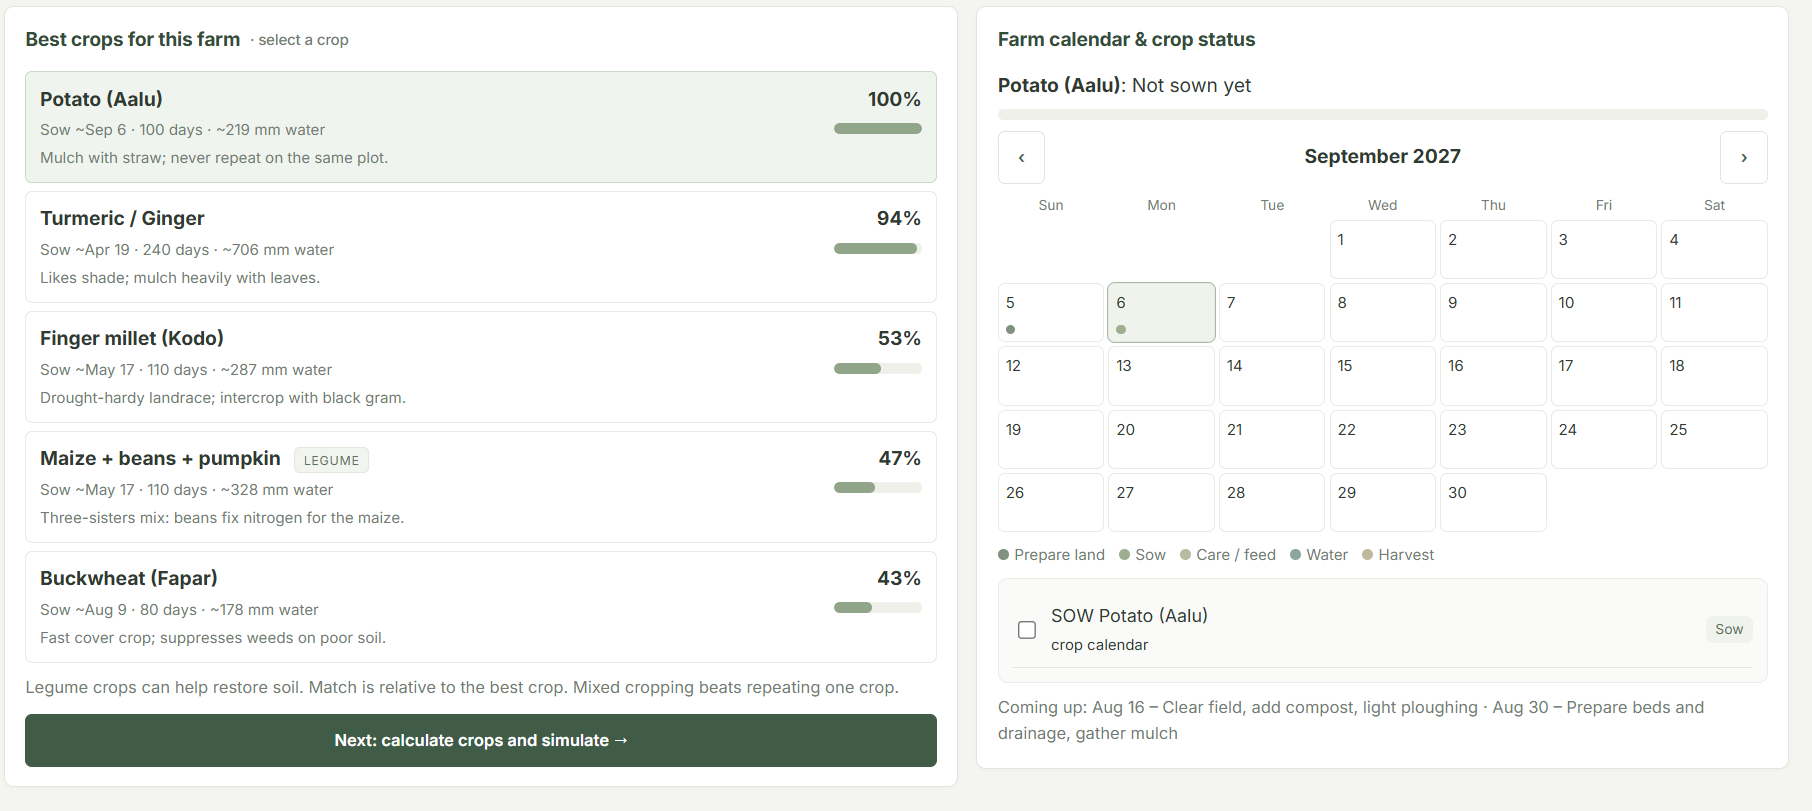 Best crops for this farm · select a crop
Potato (Aalu) 100%
Sow ~Sep 6 · 100 days · ~219 mm water
Mulch with straw; never repeat on the same plot.
Turmeric / Ginger 94%
Sow ~Apr 19 · 240 days · ~706 mm water
Likes shade; mulch heavily with leaves.
Finger millet (Kodo) 53%
Sow ~May 17 · 110 days · ~287 mm water
Drought-hardy landrace; intercrop with black gram.
Maize + beans + pumpkin LEGUME 47%
Sow ~May 17 · 110 days · ~328 mm water
Three-sisters mix: beans fix nitrogen for the maize.
Buckwheat (Fapar) 43%
Sow ~Aug 9 · 80 days · ~178 mm water
Fast cover crop; suppresses weeds on poor soil.
Legume crops can help restore soil. Match is relative to the best crop. Mixed cropping beats repeating one crop.
Next: calculate crops and simulate →
Farm calendar & crop status
Potato (Aalu): Not sown yet
‹ September 2027 ›
Sun Mon Tue Wed Thu Fri Sat
1 2 3 4
5 6 7 8 9 10 11
12 13 14 15 16 17 18
19 20 21 22 23 24 25
26 27 28 29 30
Prepare land Sow Care / feed Water Harvest
SOW Potato (Aalu)
crop calendar
Sow
Coming up: Aug 16 – Clear field, add compost, light ploughing · Aug 30 – Prepare beds and
drainage, gather mulch